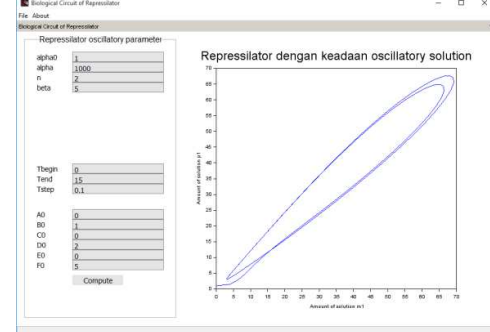 Biological Circuit of Repressilator
File About
Biological Circuit of Repressilator
Repressilator oscillatory parameter
alpha0 1
alpha 1000
n 2
beta 5
Tbegin 0
Tend 15
Tstep 0.1
A0 0
B0 1
C0 0
D0 2
E0 0
F0 5
Compute
Repressilator dengan keadaan oscillatory solution
70
65
60
55
50
45
40
35
30
25
20
15
10
5
0
Amount of solution p1
0 5 10 15 20 25 30 35 40 45 50 55 60 65 70
Amount of solution m1